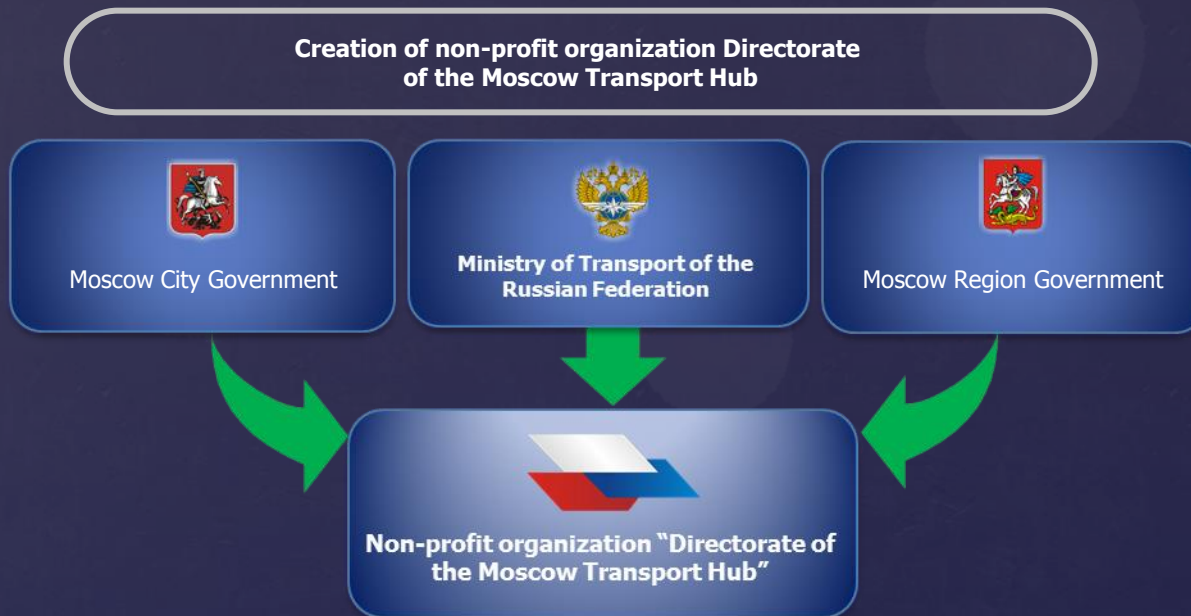 Creation of non-profit organization Directorate
of the Moscow Transport Hub
Moscow City Government
Ministry of Transport of the
Russian Federation
Moscow Region Government
Non-profit organization “Directorate of
the Moscow Transport Hub”